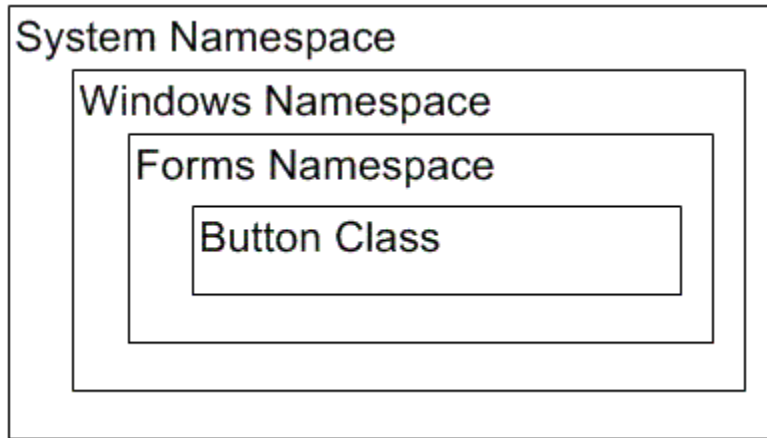 System Namespace
Windows Namespace
Forms Namespace
Button Class